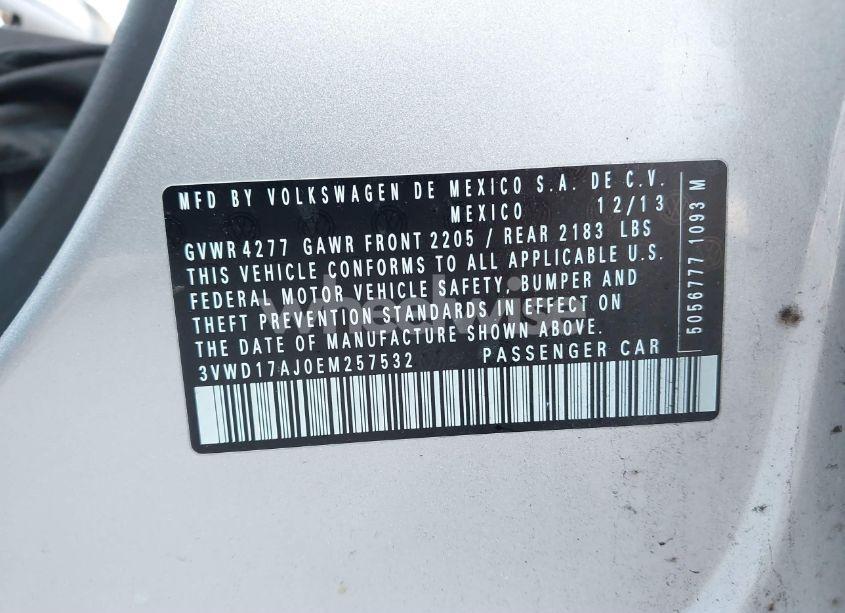 MFD BY VOLKSWAGEN DE MEXICO S.A. DE C.V.
MEXICO 12/13
GVWR 4277 GAWR FRONT 2205 / REAR 2183 LBS
THIS VEHICLE CONFORMS TO ALL APPLICABLE U.S.
FEDERAL MOTOR VEHICLE SAFETY, BUMPER AND
THEFT PREVENTION STANDARDS IN EFFECT ON
THE DATE OF MANUFACTURE SHOWN ABOVE.
3VWD17AJ0EM257532 PASSENGER CAR
5056777 1093 M
Wheelwise